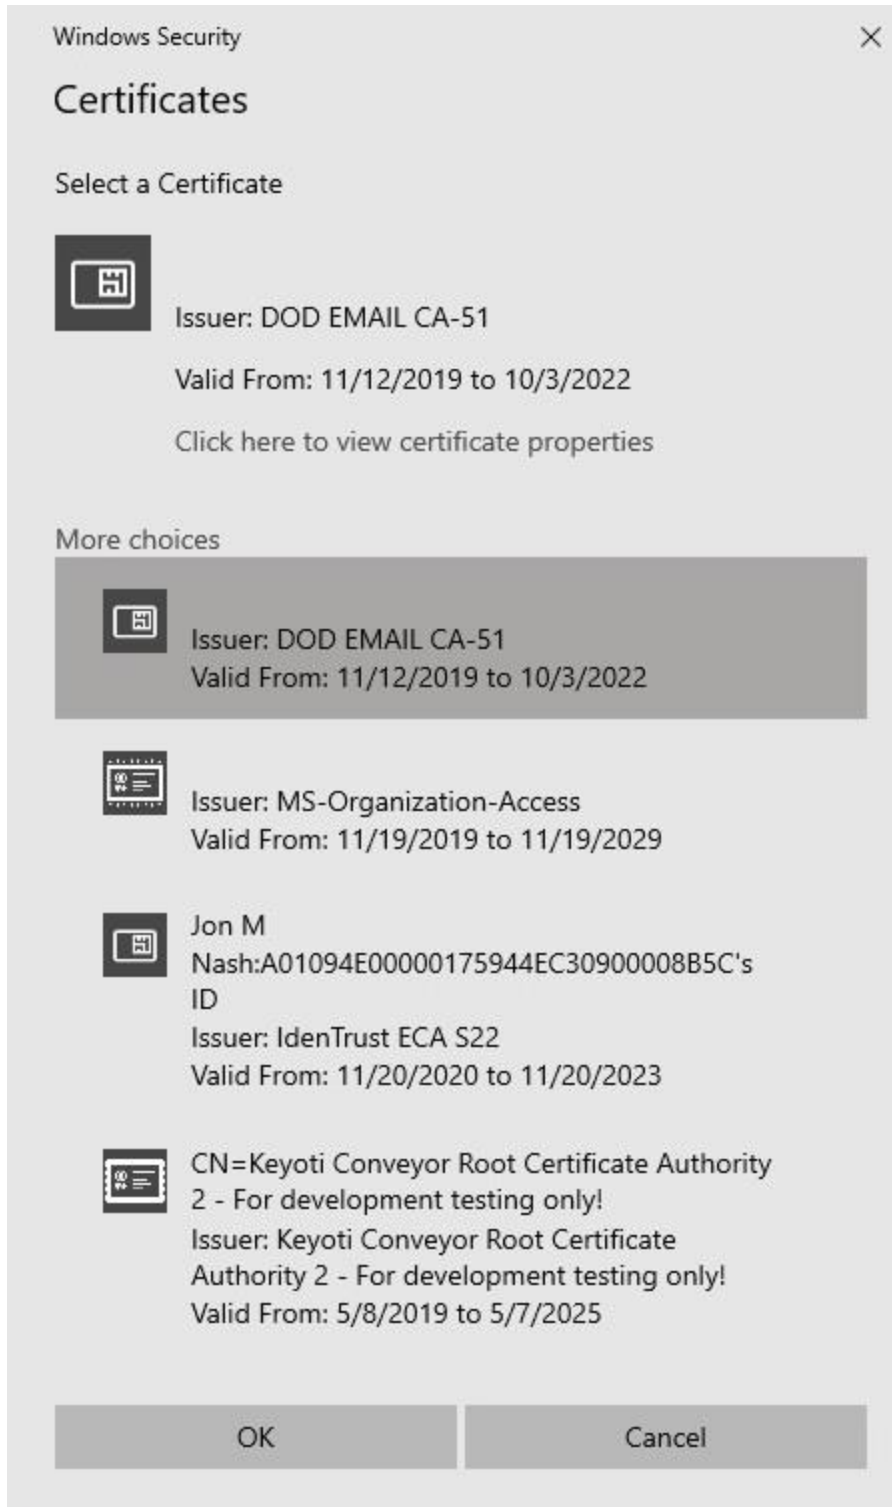 Windows Security
Certificates
Select a Certificate
Issuer: DOD EMAIL CA-51
Valid From: 11/12/2019 to 10/3/2022
Click here to view certificate properties
More choices
Issuer: DOD EMAIL CA-51
Valid From: 11/12/2019 to 10/3/2022
Issuer: MS-Organization-Access
Valid From: 11/19/2019 to 11/19/2029
Jon M
Nash:A01094E00000175944EC30900008B5C's
ID
Issuer: IdenTrust ECA S22
Valid From: 11/20/2020 to 11/20/2023
CN=Keyoti Conveyor Root Certificate Authority
2 - For development testing only!
Issuer: Keyoti Conveyor Root Certificate
Authority 2 - For development testing only!
Valid From: 5/8/2019 to 5/7/2025
OK
Cancel